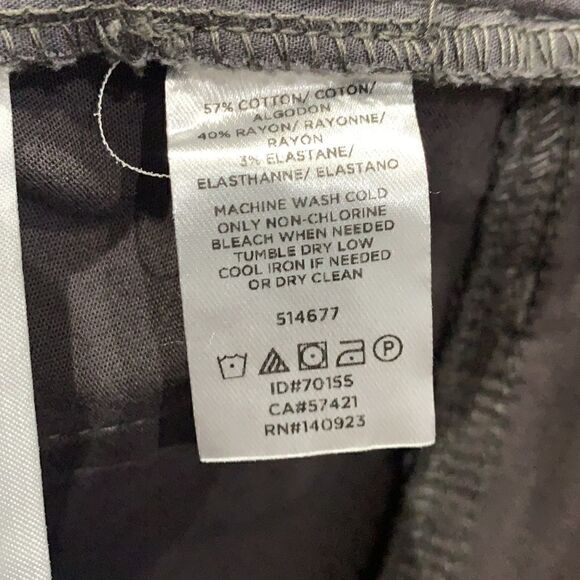 57% COTTON/ COTON/
ALGODON
40% RAYON/ RAYONNE/
RAYON
3% ELASTANE/
ELASTHANNE/ ELASTANO
MACHINE WASH COLD
ONLY NON-CHLORINE
BLEACH WHEN NEEDED
TUMBLE DRY LOW
COOL IRON IF NEEDED
OR DRY CLEAN
514677
P
ID#70155
CA#57421
RN#140923